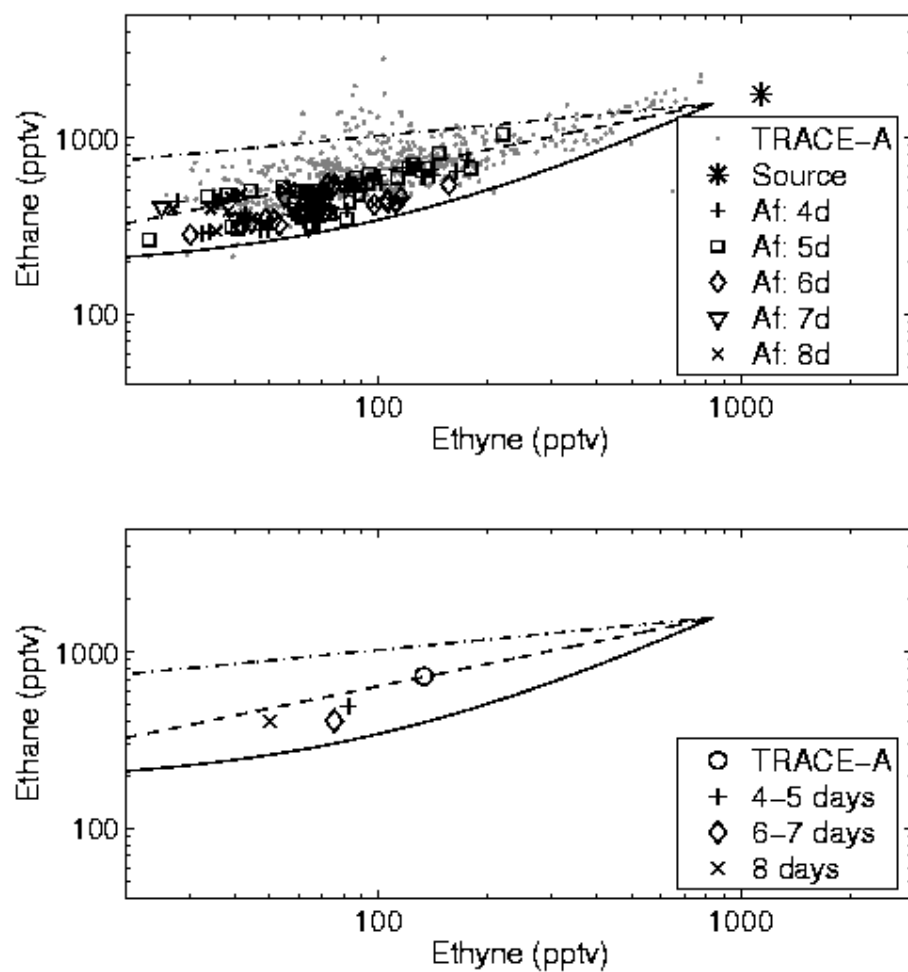 1000
100
Ethane (pptv)
TRACE-A
Source
Af: 4d
Af: 5d
Af: 6d
Af: 7d
Af: 8d
100
1000
Ethyne (pptv)
1000
100
Ethane (pptv)
TRACE-A
4-5 days
6-7 days
8 days
100
1000
Ethyne (pptv)